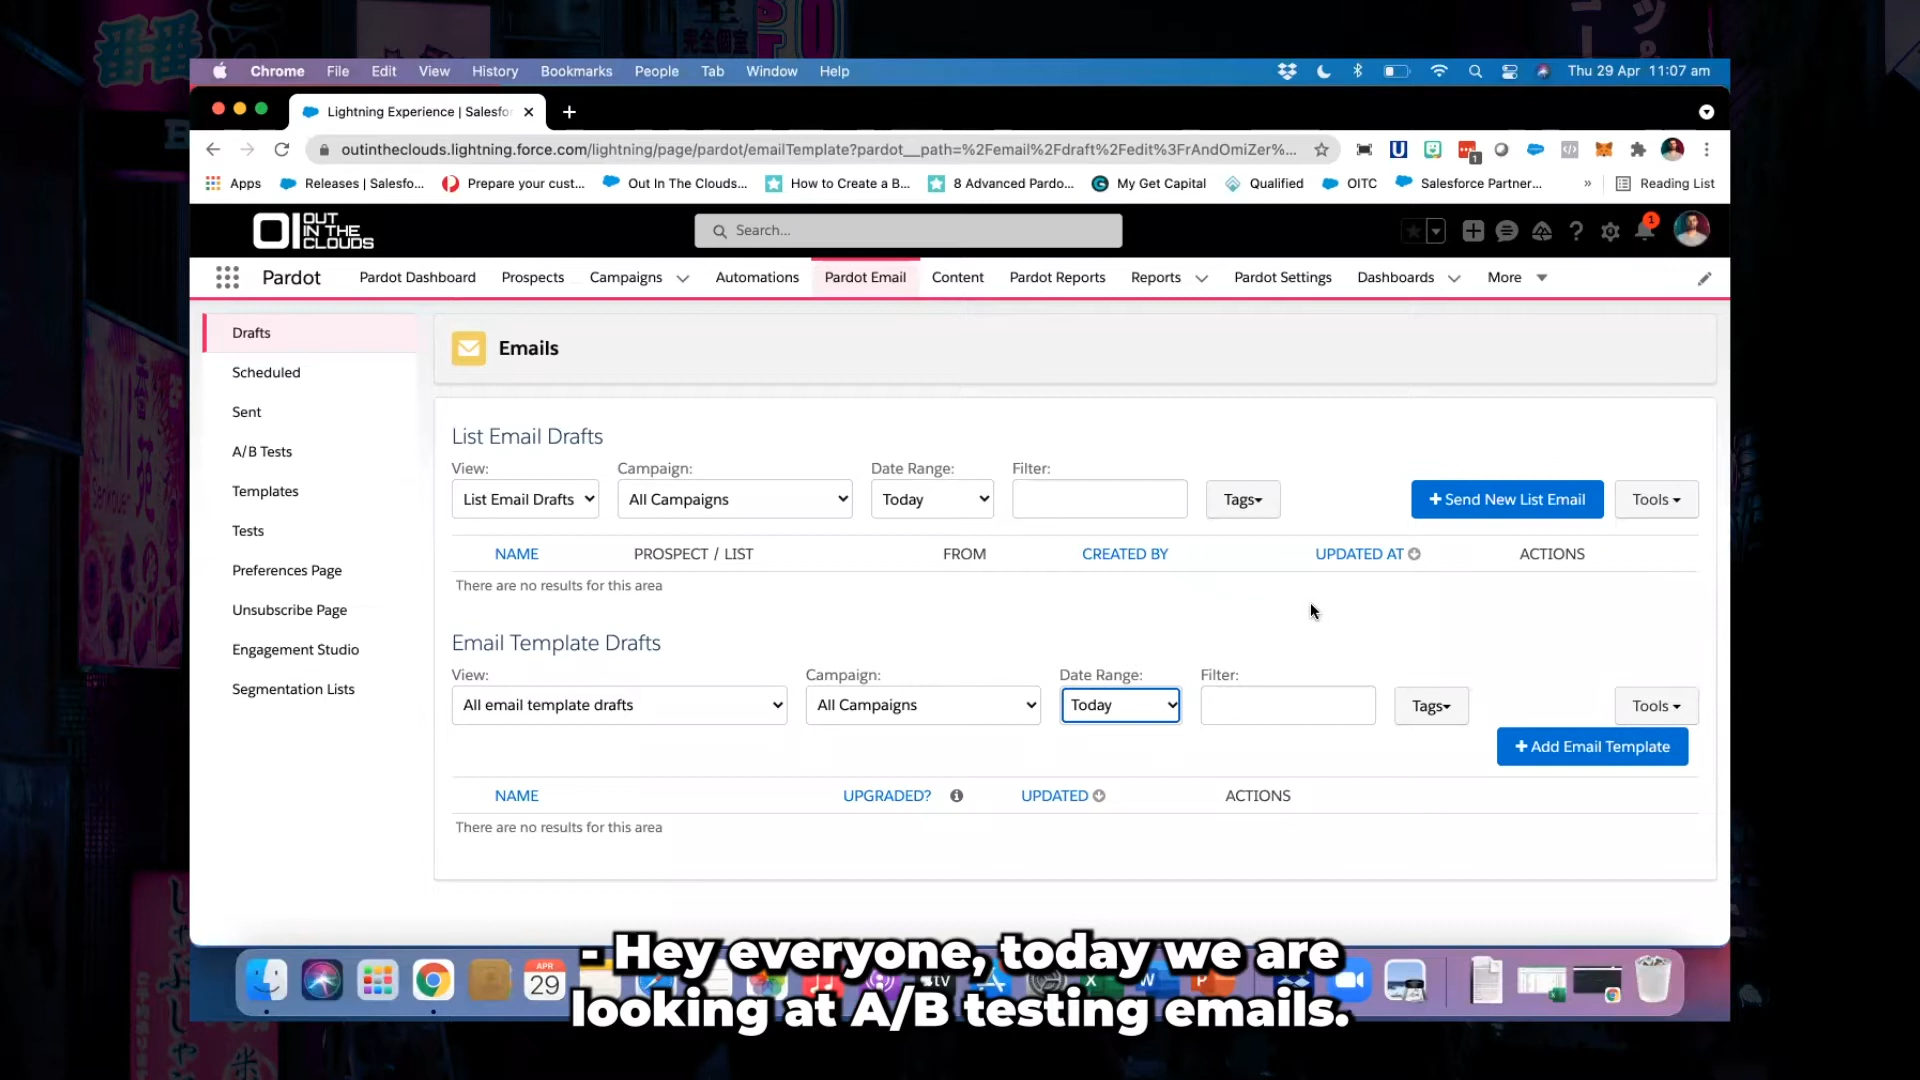 Chrome File Edit View History Bookmarks People Tab Window Help Thu 29 Apr 11:07 am
Lightning Experience | Salesfo
outintheclouds.lightning.force.com/lightning/page/pardot/emailTemplate?pardot__path=%2Femail%2Fdraft%2Fedit%3FrAndOmiZer%...
Apps Releases | Salesfo... Prepare your cust... Out In The Clouds... How to Create a B... 8 Advanced Pardo... My Get Capital Qualified OITC Salesforce Partner... » Reading List
OUT
IN THE
CLOUDS
Search...
1
Pardot Pardot Dashboard Prospects Campaigns Automations Pardot Email Content Pardot Reports Reports Pardot Settings Dashboards More
Drafts
Scheduled
Sent
A/B Tests
Templates
Tests
Preferences Page
Unsubscribe Page
Engagement Studio
Segmentation Lists
Emails
List Email Drafts
View: Campaign: Date Range: Filter:
List Email Drafts All Campaigns Today Tags + Send New List Email Tools
NAME PROSPECT / LIST FROM CREATED BY UPDATED AT ACTIONS
There are no results for this area
Email Template Drafts
View: Campaign: Date Range: Filter:
All email template drafts All Campaigns Today Tags Tools
+ Add Email Template
NAME UPGRADED? UPDATED ACTIONS
There are no results for this area
APR
29
- Hey everyone, today we are
looking at A/B testing emails.